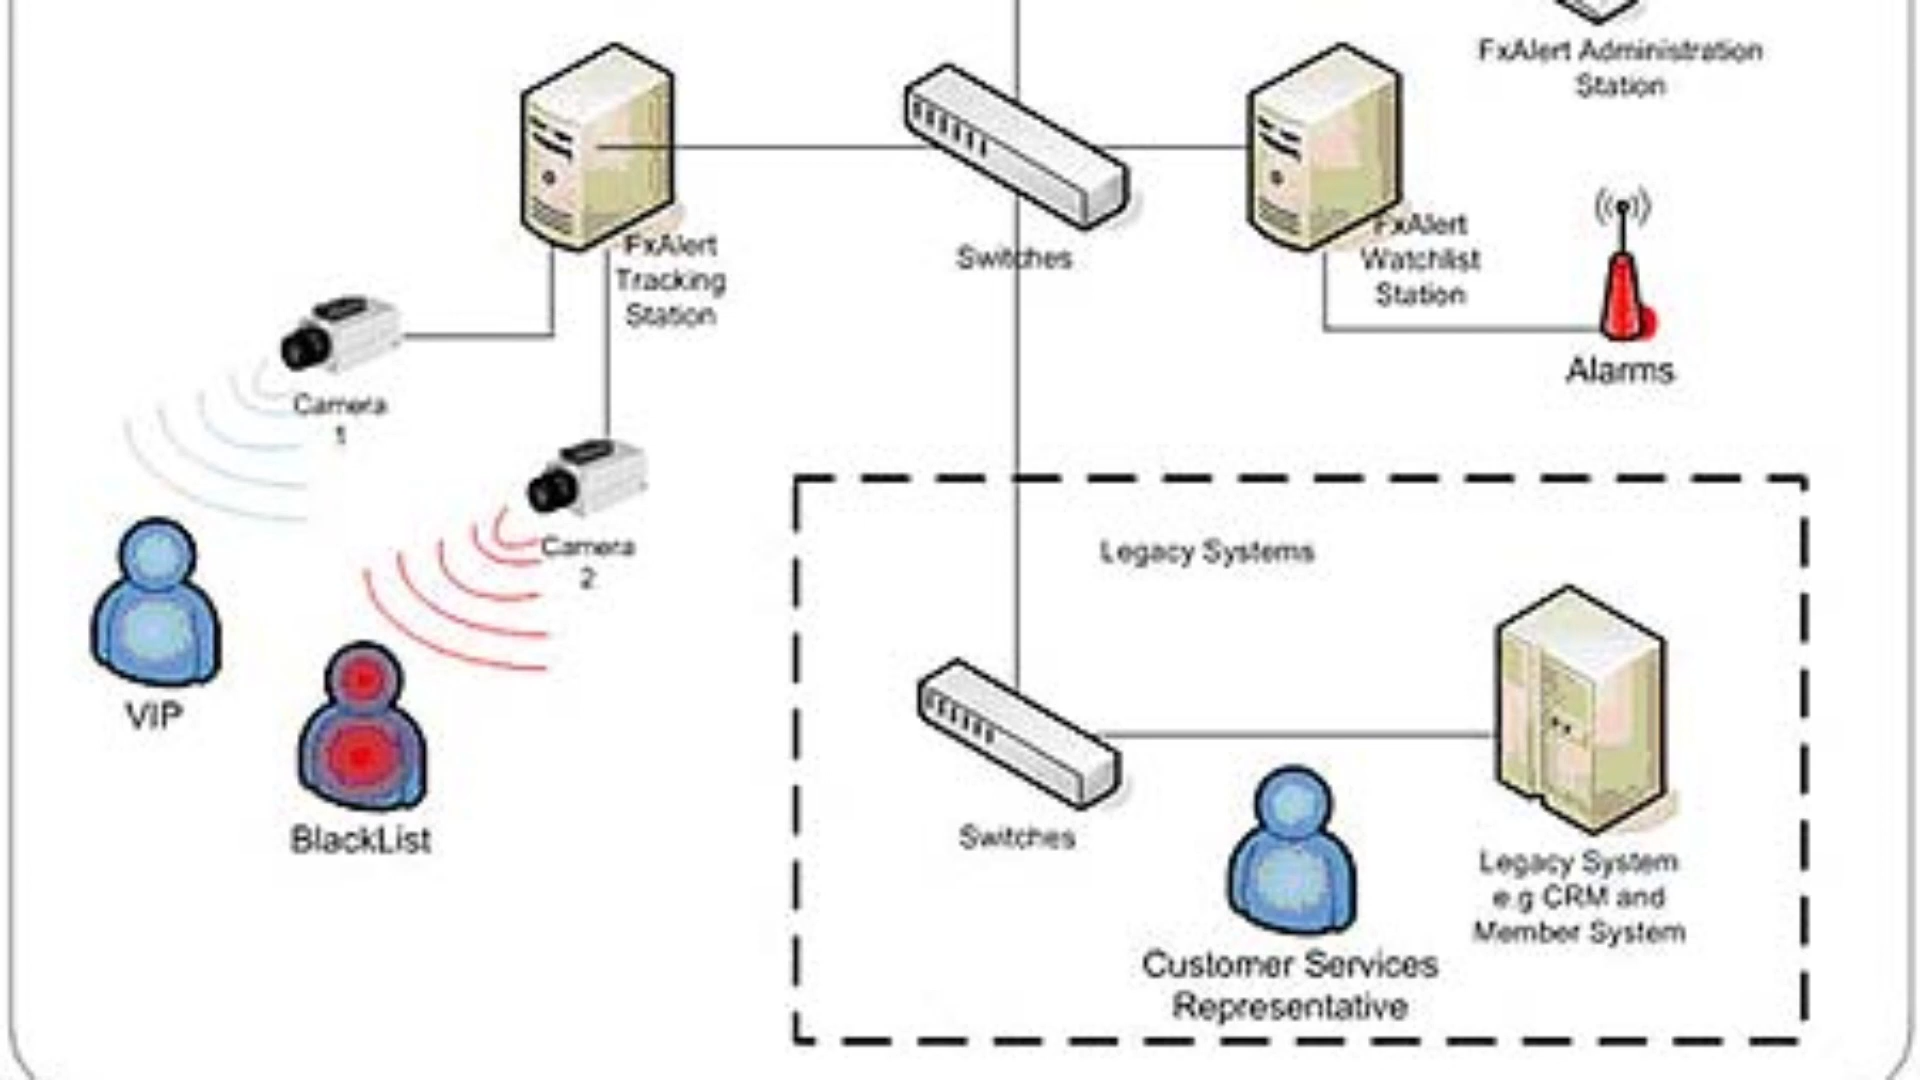 FxAlert Administration
Station
FxAlert
Tracking
Station
Switches
FxAlert
Watchlist
Station
Alarms
Camera
1
Camera
2
VIP
BlackList
Legacy Systems
Switches
Customer Services
Representative
Legacy System
e.g CRM and
Member System